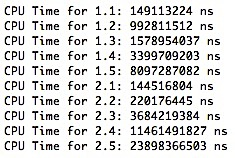 CPU Time for 1.1: 149113224 ns
CPU Time for 1.2: 992811512 ns
CPU Time for 1.3: 1578954037 ns
CPU Time for 1.4: 3399709203 ns
CPU Time for 1.5: 8097287082 ns
CPU Time for 2.1: 144516804 ns
CPU Time for 2.2: 220176445 ns
CPU Time for 2.3: 3684219384 ns
CPU Time for 2.4: 11461491827 ns
CPU Time for 2.5: 23898366503 ns